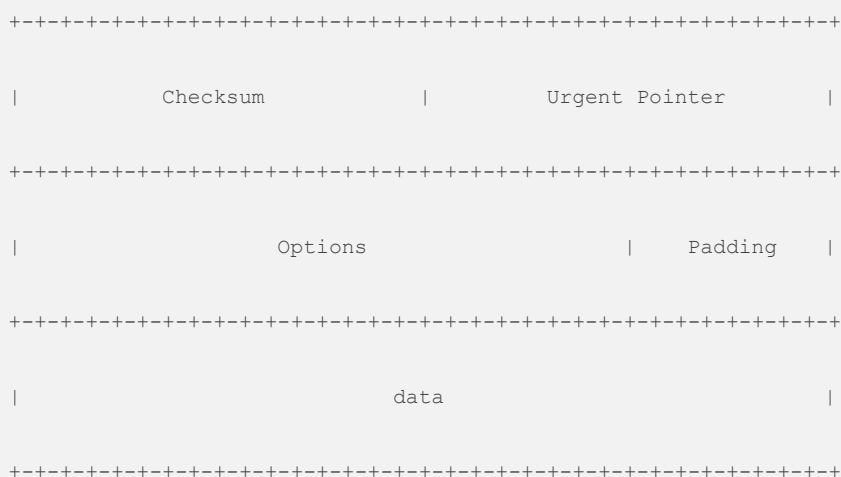 +-+-+-+-+-+-+-+-+-+-+-+-+-+-+-+-+-+-+-+-+-+-+-+-+-+-+-+-+-+-+-+-+
|           Checksum            |         Urgent Pointer        |
+-+-+-+-+-+-+-+-+-+-+-+-+-+-+-+-+-+-+-+-+-+-+-+-+-+-+-+-+-+-+-+-+
|                    Options                    |    Padding    |
+-+-+-+-+-+-+-+-+-+-+-+-+-+-+-+-+-+-+-+-+-+-+-+-+-+-+-+-+-+-+-+-+
|                             data                              |
+-+-+-+-+-+-+-+-+-+-+-+-+-+-+-+-+-+-+-+-+-+-+-+-+-+-+-+-+-+-+-+-+